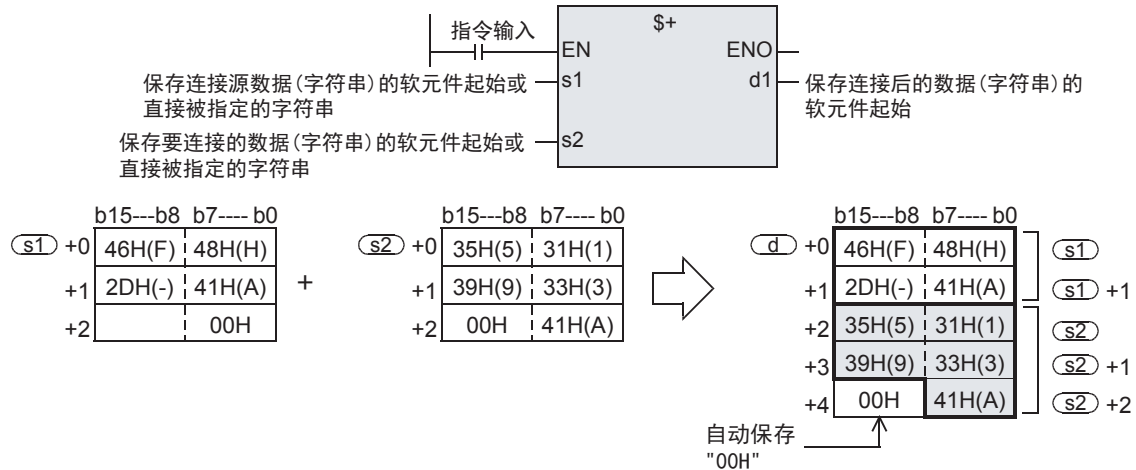 指令输入
$+
EN
ENO
保存连接源数据(字符串)的软元件起始或
直接被指定的字符串
s1
d1
保存连接后的数据(字符串)的
软元件起始
保存要连接的数据(字符串)的软元件起始或
直接被指定的字符串
s2
b15---b8 b7---- b0
s1 +0 46H(F) 48H(H)
+1 2DH(-) 41H(A)
+2 00H
+
b15---b8 b7---- b0
s2 +0 35H(5) 31H(1)
+1 39H(9) 33H(3)
+2 00H 41H(A)
b15---b8 b7---- b0
d +0 46H(F) 48H(H) s1
+1 2DH(-) 41H(A) s1 +1
+2 35H(5) 31H(1) s2
+3 39H(9) 33H(3) s2 +1
+4 00H 41H(A) s2 +2
自动保存
"00H"